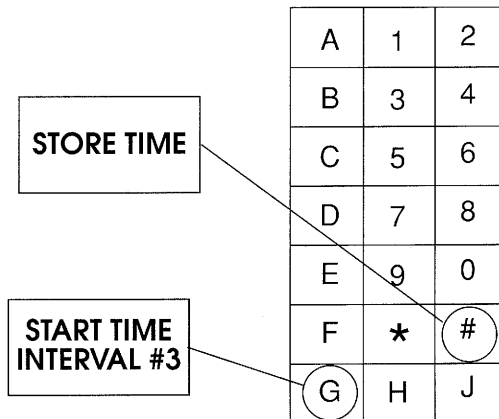 A 1 2
B 3 4
STORE TIME
C 5 6
D 7 8
E 9 0
START TIME
INTERVAL #3
F * #
G H J